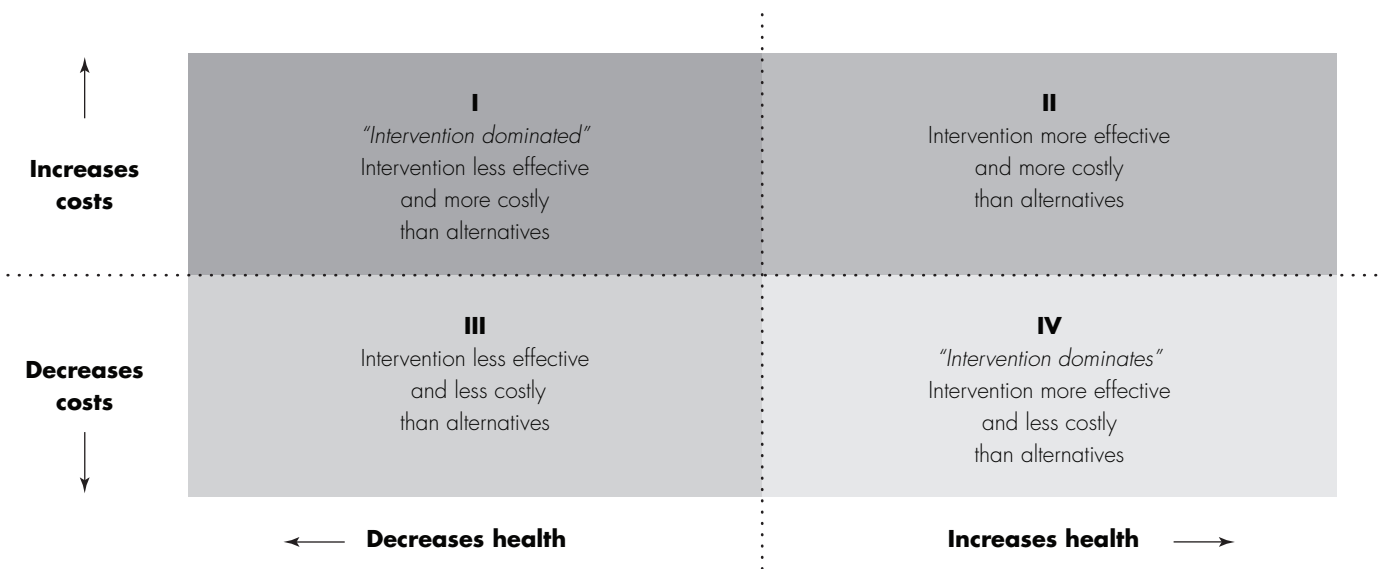 Increases
costs
I
“Intervention dominated”
Intervention less effective
and more costly
than alternatives
II
Intervention more effective
and more costly
than alternatives
Decreases
costs
III
Intervention less effective
and less costly
than alternatives
IV
“Intervention dominates”
Intervention more effective
and less costly
than alternatives
Decreases health
Increases health